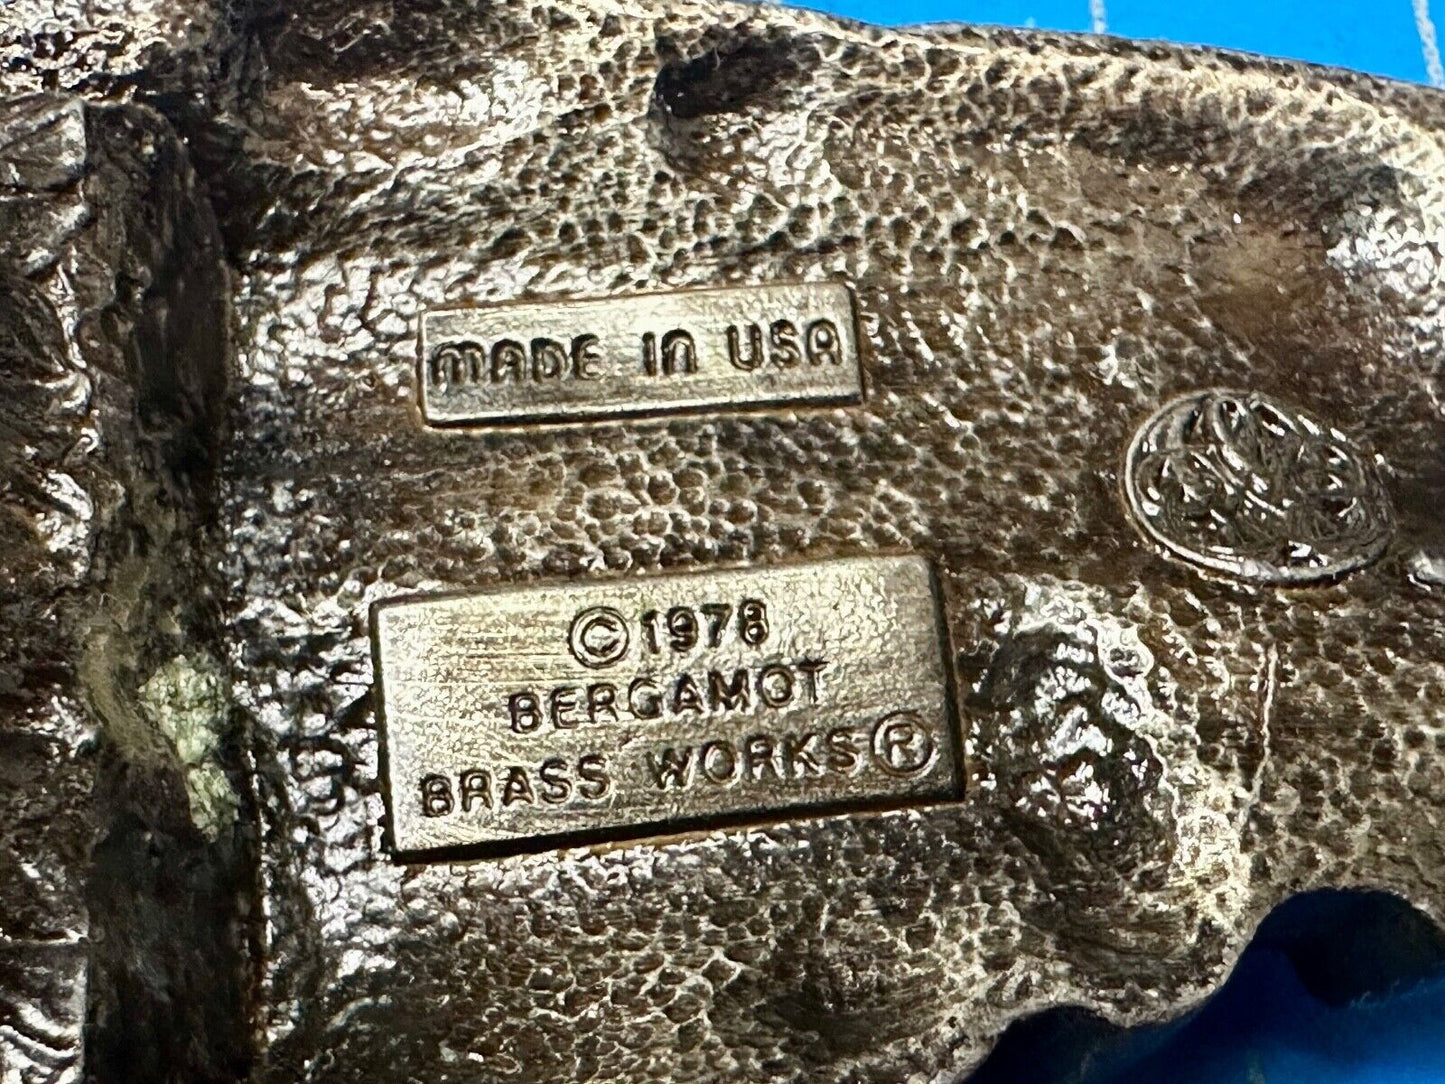 MADE IN USA
©1978
BERGAMOT
BRASS WORKS®